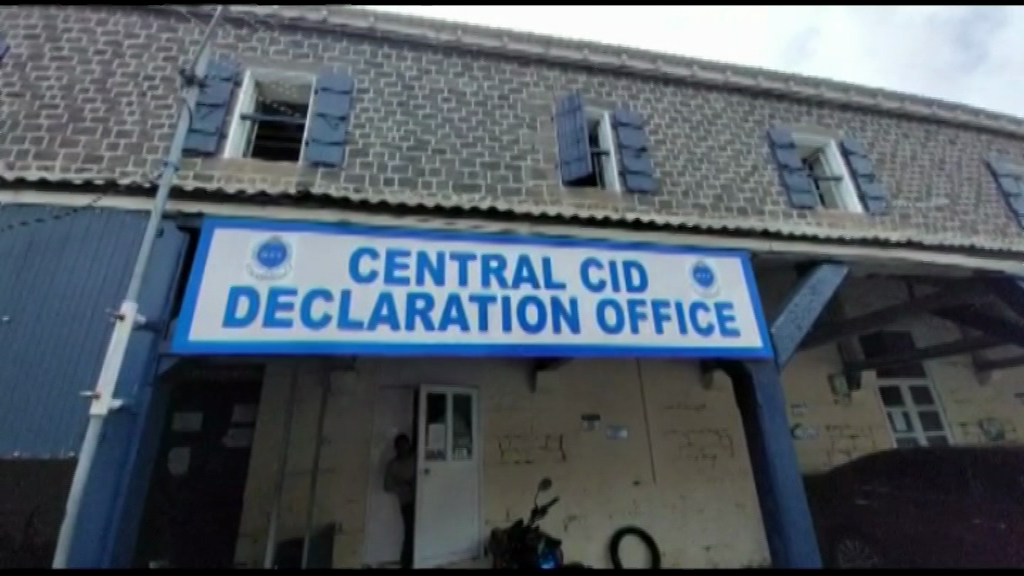 CENTRAL CID
DECLARATION OFFICE